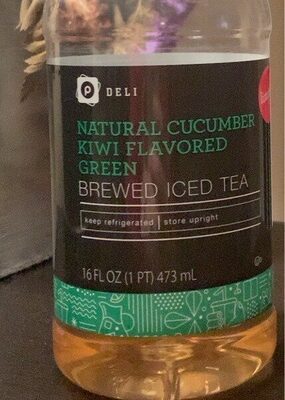 P DELI
NATURAL CUCUMBER
KIWI FLAVORED
GREEN
BREWED ICED TEA
keep refrigerated | store upright
16 FL OZ (1 PT) 473 mL